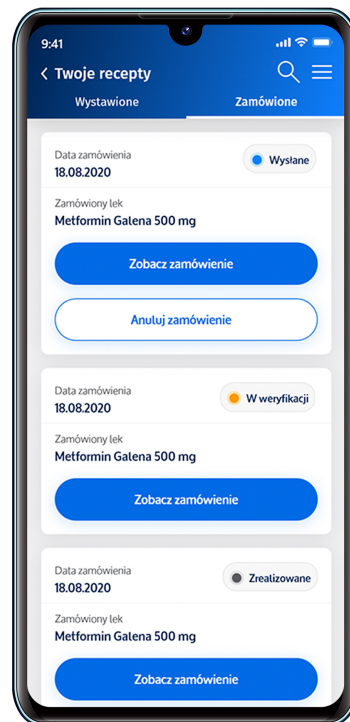 9:41
Twoje recepty
Wystawione Zamówione
Data zamówienia
18.08.2020
Wysłane
Zamówiony lek
Metformin Galena 500 mg
Zobacz zamówienie
Anuluj zamówienie
Data zamówienia
18.08.2020
W weryfikacji
Zamówiony lek
Metformin Galena 500 mg
Zobacz zamówienie
Data zamówienia
18.08.2020
Zrealizowane
Zamówiony lek
Metformin Galena 500 mg
Zobacz zamówienie